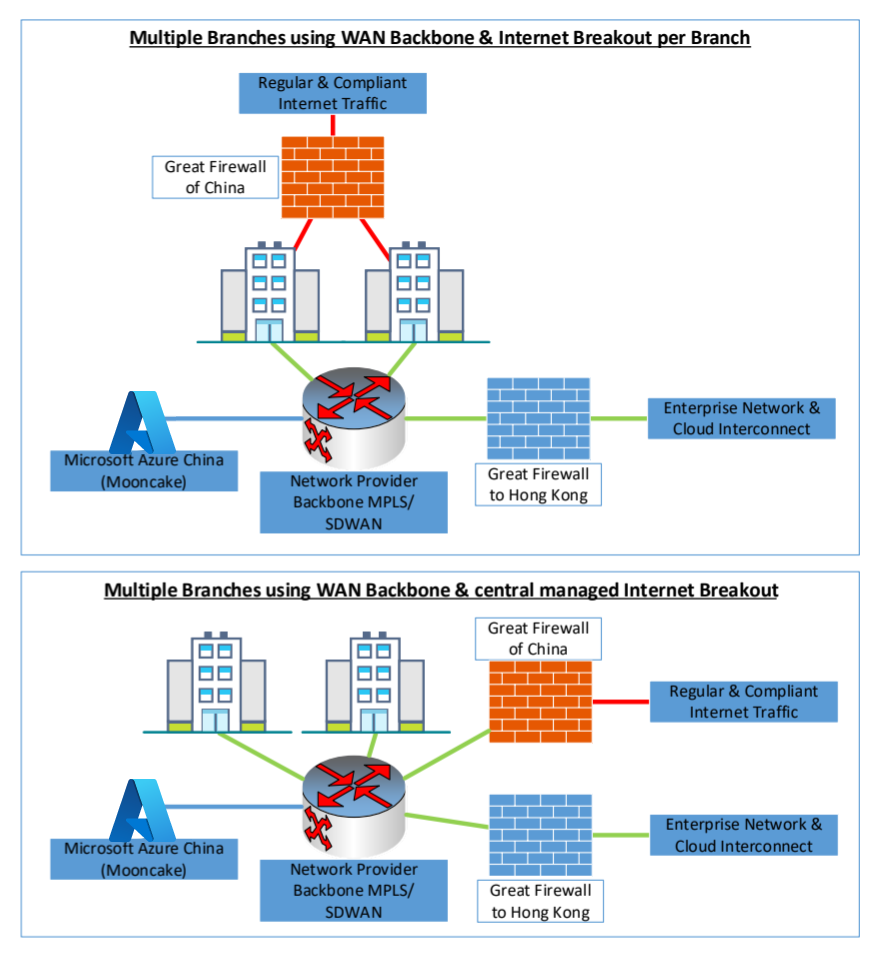 Multiple Branches using WAN Backbone & Internet Breakout per Branch
Regular & Compliant
Internet Traffic
Great Firewall
of China
Microsoft Azure China
(Mooncake)
Network Provider
Backbone MPLS/
SDWAN
Great Firewall
to Hong Kong
Enterprise Network &
Cloud Interconnect
Multiple Branches using WAN Backbone & central managed Internet Breakout
Great Firewall
of China
Regular & Compliant
Internet Traffic
Microsoft Azure China
(Mooncake)
Network Provider
Backbone MPLS/
SDWAN
Great Firewall
to Hong Kong
Enterprise Network &
Cloud Interconnect